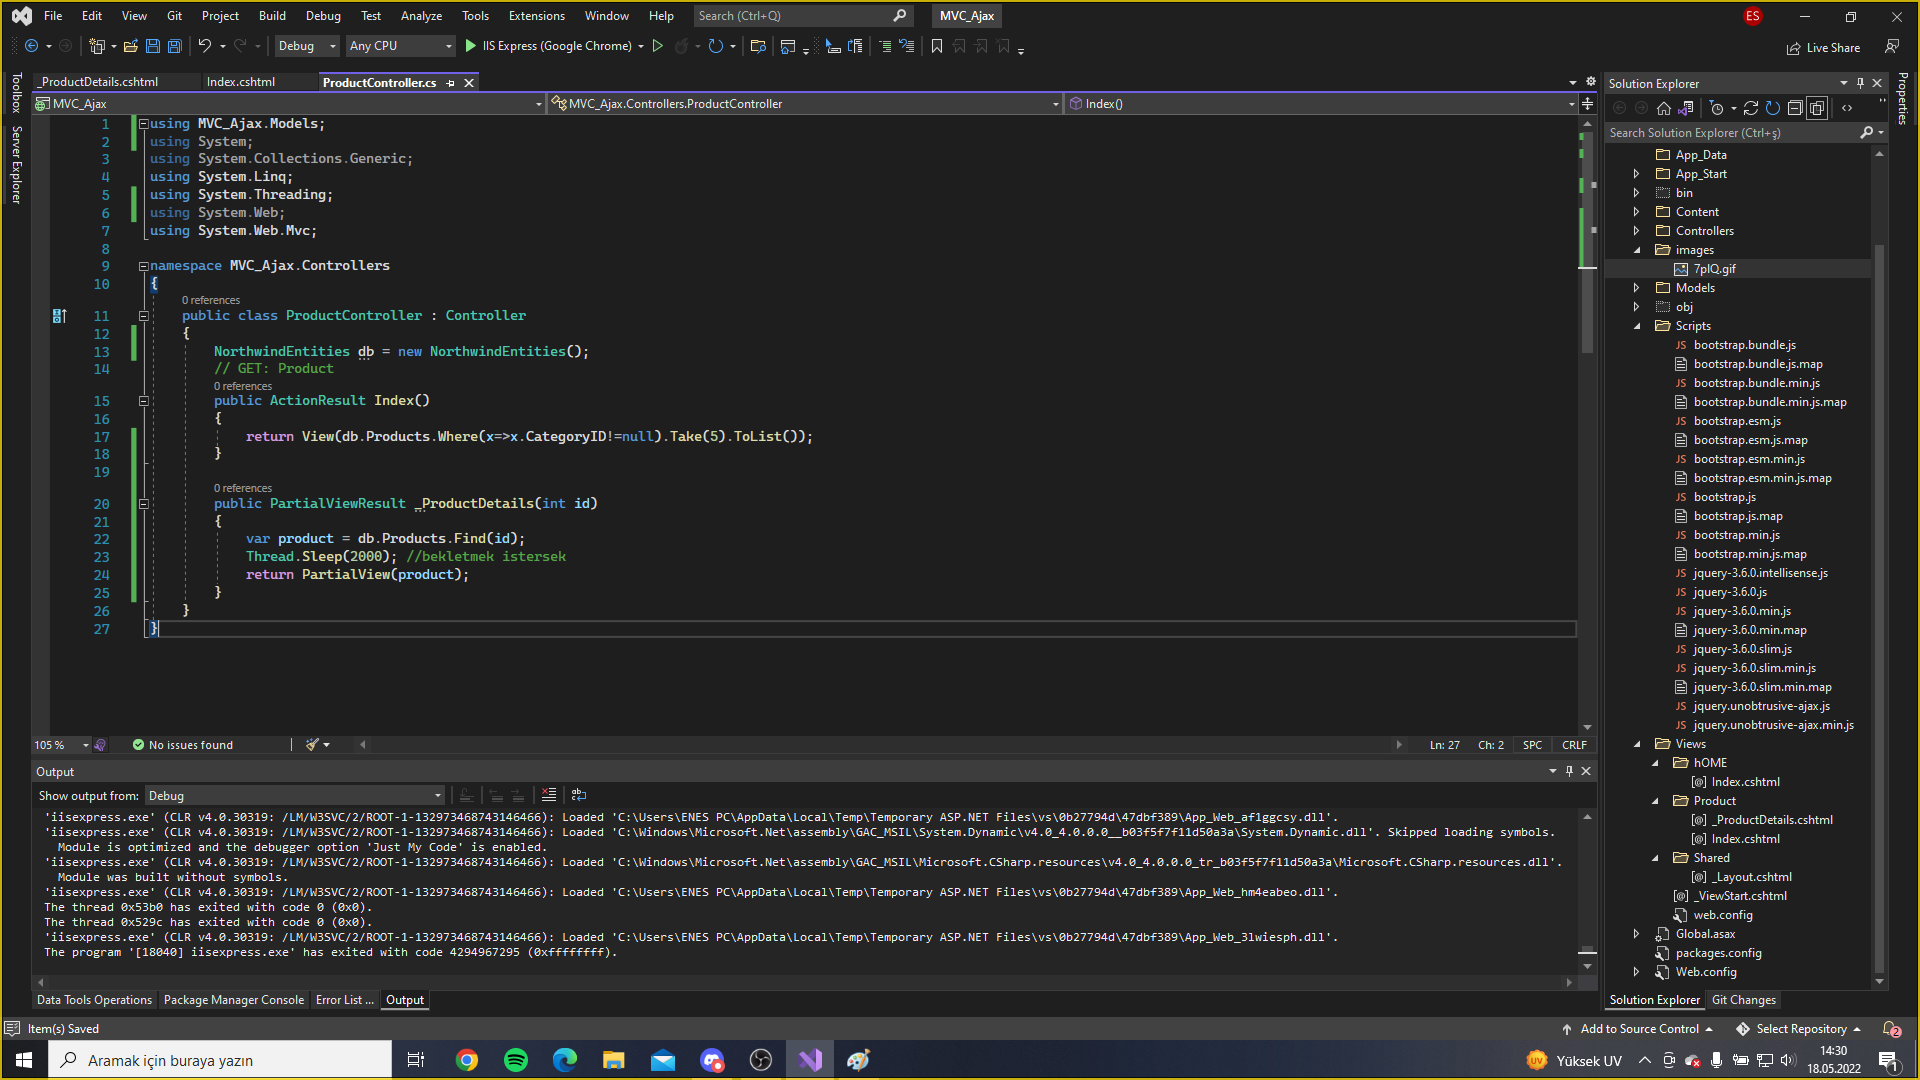 File Edit View Git Project Build Debug Test Analyze Tools Extensions Window Help Search (Ctrl+Q) MVC_Ajax ES
Debug Any CPU IIS Express (Google Chrome) Live Share
Toolbox
Server Explorer
_ProductDetails.cshtml Index.cshtml ProductController.cs
MVC_Ajax MVC_Ajax.Controllers.ProductController Index()
1 using MVC_Ajax.Models;
2 using System;
3 using System.Collections.Generic;
4 using System.Linq;
5 using System.Threading;
6 using System.Web;
7 using System.Web.Mvc;
8
9 namespace MVC_Ajax.Controllers
10 {
0 references
11 public class ProductController : Controller
12 {
13 NorthwindEntities db = new NorthwindEntities();
14 // GET: Product
0 references
15 public ActionResult Index()
16 {
17 return View(db.Products.Where(x=>x.CategoryID!=null).Take(5).ToList());
18 }
19
0 references
20 public PartialViewResult _ProductDetails(int id)
21 {
22 var product = db.Products.Find(id);
23 Thread.Sleep(2000); //bekletmek istersek
24 return PartialView(product);
25 }
26 }
27 }
105 % No issues found Ln: 27 Ch: 2 SPC CRLF
Output
Show output from: Debug
'iisexpress.exe' (CLR v4.0.30319: /LM/W3SVC/2/ROOT-1-132973468743146466): Loaded 'C:\Users\ENES PC\AppData\Local\Temp\Temporary ASP.NET Files\vs\0b27794d\47dbf389\App_Web_af1ggcsy.dll'.
'iisexpress.exe' (CLR v4.0.30319: /LM/W3SVC/2/ROOT-1-132973468743146466): Loaded 'C:\Windows\Microsoft.Net\assembly\GAC_MSIL\System.Dynamic\v4.0_4.0.0.0__b03f5f7f11d50a3a\System.Dynamic.dll'. Skipped loading symbols.
Module is optimized and the debugger option 'Just My Code' is enabled.
'iisexpress.exe' (CLR v4.0.30319: /LM/W3SVC/2/ROOT-1-132973468743146466): Loaded 'C:\Windows\Microsoft.Net\assembly\GAC_MSIL\Microsoft.CSharp.resources\v4.0_4.0.0.0_tr_b03f5f7f11d50a3a\Microsoft.CSharp.resources.dll'.
Module was built without symbols.
'iisexpress.exe' (CLR v4.0.30319: /LM/W3SVC/2/ROOT-1-132973468743146466): Loaded 'C:\Users\ENES PC\AppData\Local\Temp\Temporary ASP.NET Files\vs\0b27794d\47dbf389\App_Web_hm4eabeo.dll'.
The thread 0x53b0 has exited with code 0 (0x0).
The thread 0x529c has exited with code 0 (0x0).
'iisexpress.exe' (CLR v4.0.30319: /LM/W3SVC/2/ROOT-1-132973468743146466): Loaded 'C:\Users\ENES PC\AppData\Local\Temp\Temporary ASP.NET Files\vs\0b27794d\47dbf389\App_Web_3lwiesph.dll'.
The program '[18040] iisexpress.exe' has exited with code 4294967295 (0xffffffff).
Data Tools Operations Package Manager Console Error List ... Output
Solution Explorer
Search Solution Explorer (Ctrl+ş)
App_Data
App_Start
bin
Content
Controllers
images
7plQ.gif
Models
obj
Scripts
bootstrap.bundle.js
bootstrap.bundle.js.map
bootstrap.bundle.min.js
bootstrap.bundle.min.js.map
bootstrap.esm.js
bootstrap.esm.js.map
bootstrap.esm.min.js
bootstrap.esm.min.js.map
bootstrap.js
bootstrap.js.map
bootstrap.min.js
bootstrap.min.js.map
jquery-3.6.0.intellisense.js
jquery-3.6.0.js
jquery-3.6.0.min.js
jquery-3.6.0.min.map
jquery-3.6.0.slim.js
jquery-3.6.0.slim.min.js
jquery-3.6.0.slim.min.map
jquery.unobtrusive-ajax.js
jquery.unobtrusive-ajax.min.js
Views
hOME
Index.cshtml
Product
_ProductDetails.cshtml
Index.cshtml
Shared
_Layout.cshtml
_ViewStart.cshtml
web.config
Global.asax
packages.config
Web.config
Solution Explorer Git Changes
Properties
Item(s) Saved Add to Source Control Select Repository 2
Aramak için buraya yazın Yüksek UV 14:30
18.05.2022 1